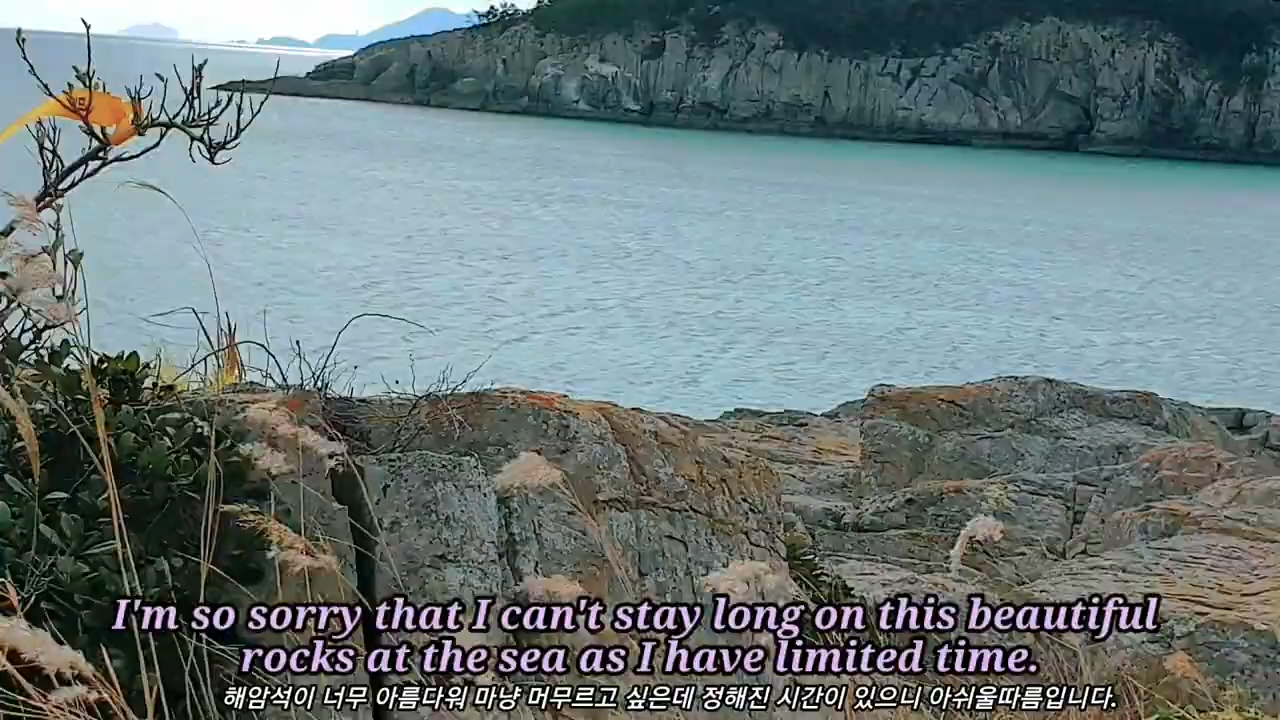 I'm so sorry that I can't stay long on this beautiful
rocks at the sea as I have limited time.
해암석이 너무 아름다워 마냥 머무르고 싶은데 정해진 시간이 있으니 아쉬울따름입니다.